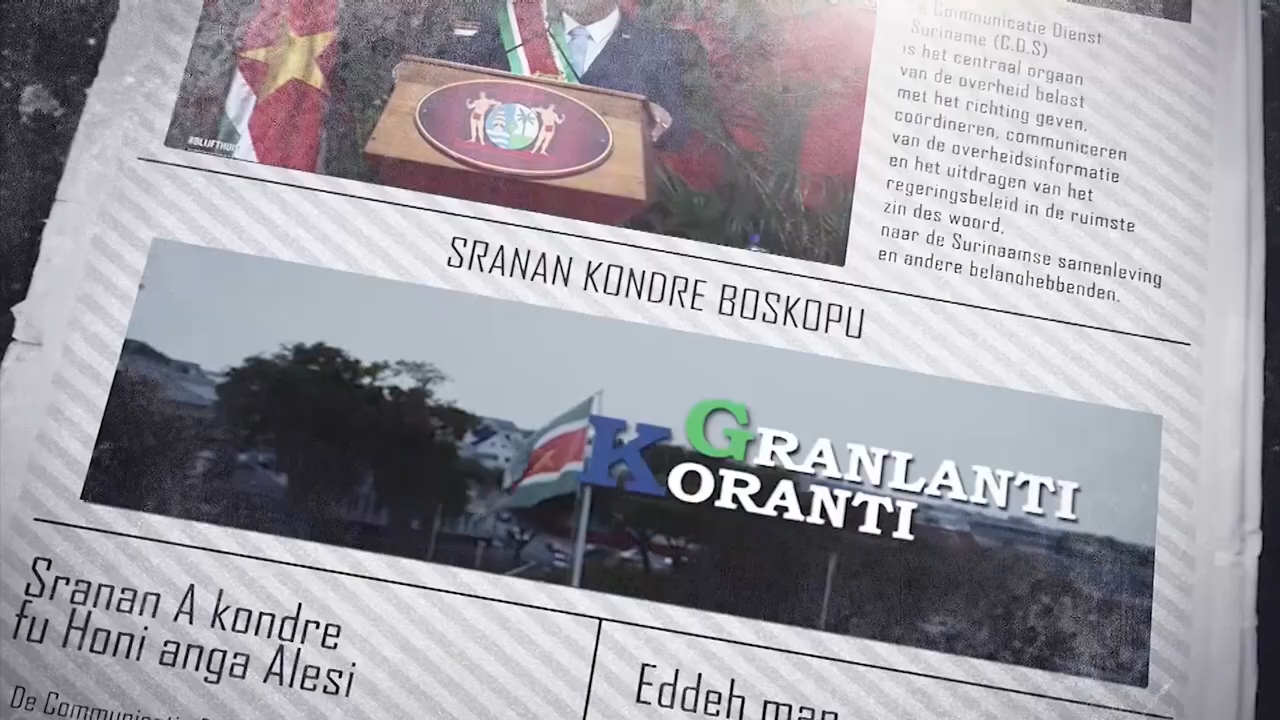 Communicatie Dienst
Suriname (C.D.S)
is het centraal orgaan
van de overheid belast
met het richting geven,
coördineren, communiceren
van de overheidsinformatie
en het uitdragen van het
regeringsbeleid in de ruimste
zin des woord,
naar de Surinaamse samenleving
en andere belanghebbenden.
#BLIJFTHUIS
SRANAN KONDRE BOSKOPU
GRANLANTI
KORANTI
Sranan A kondre
fu Honi anga Alesi
De
Eddeh man